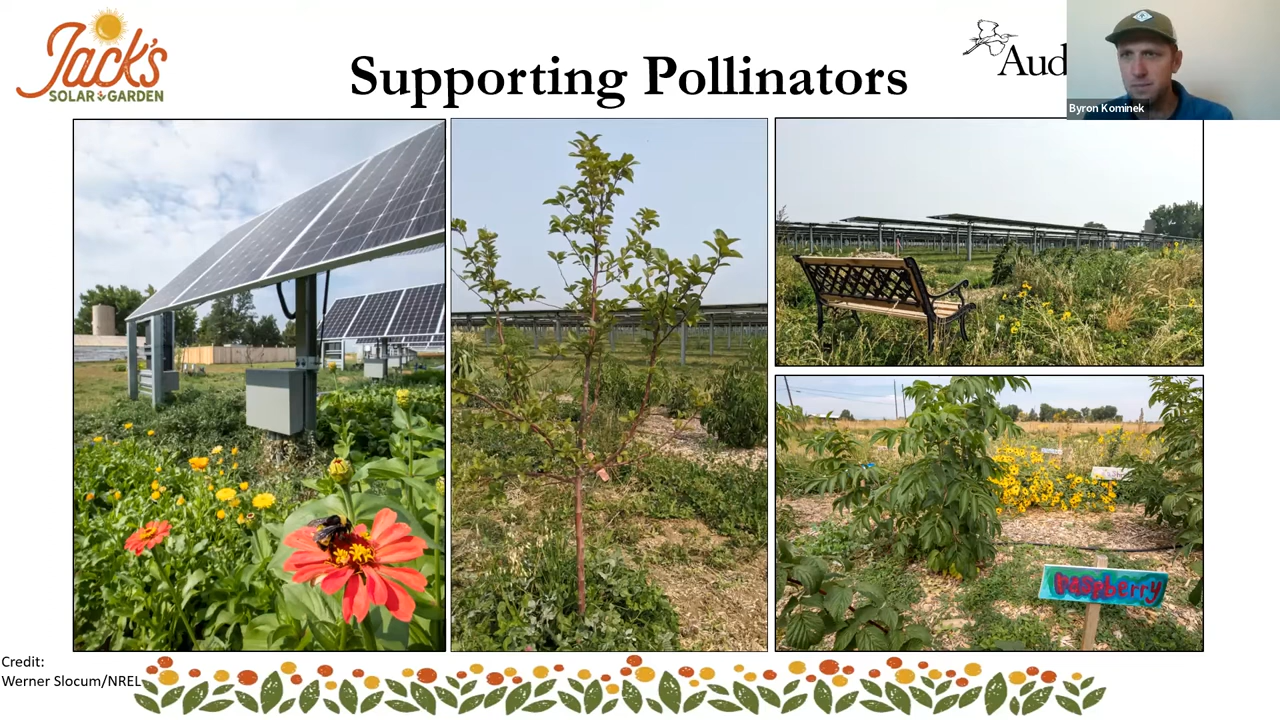 Jack's
SOLAR GARDEN
Supporting Pollinators
Aud
Byron Kominek
raspberry
Credit:
Werner Slocum/NREL